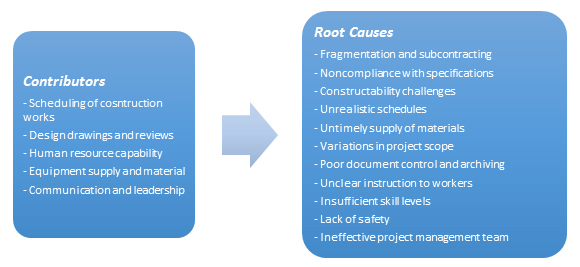 Contributors
- Scheduling of cosntruction
works
- Design drawings and reviews
- Human resource capability
- Equipment supply and material
- Communication and leadership
Root Causes
- Fragmentation and subcontracting
- Noncompliance with specifications
- Constructability challenges
- Unrealistic schedules
- Untimely supply of materials
- Variations in project scope
- Poor document control and archiving
- Unclear instruction to workers
- Insufficient skill levels
- Lack of safety
- Ineffective project management team